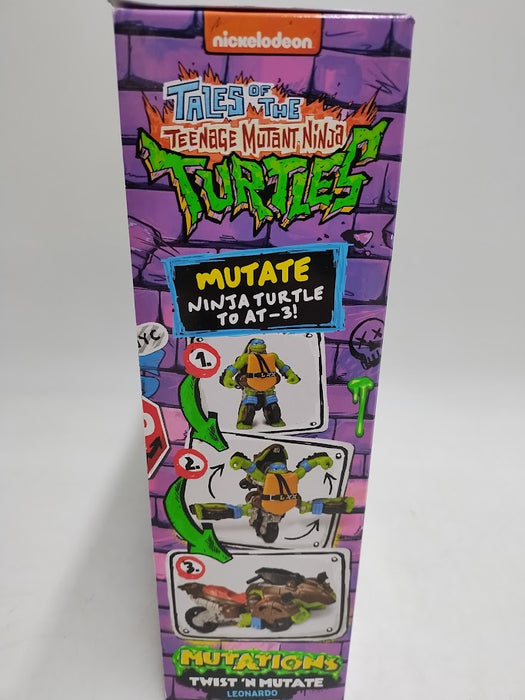 nickelodeon
TALES OF THE
TEENAGE MUTANT NINJA
TURTLES
MUTATE
NINJA TURTLE
TO AT-3!
YC
1.
2.
3.
MUTATIONS
TWIST 'N MUTATE
LEONARDO